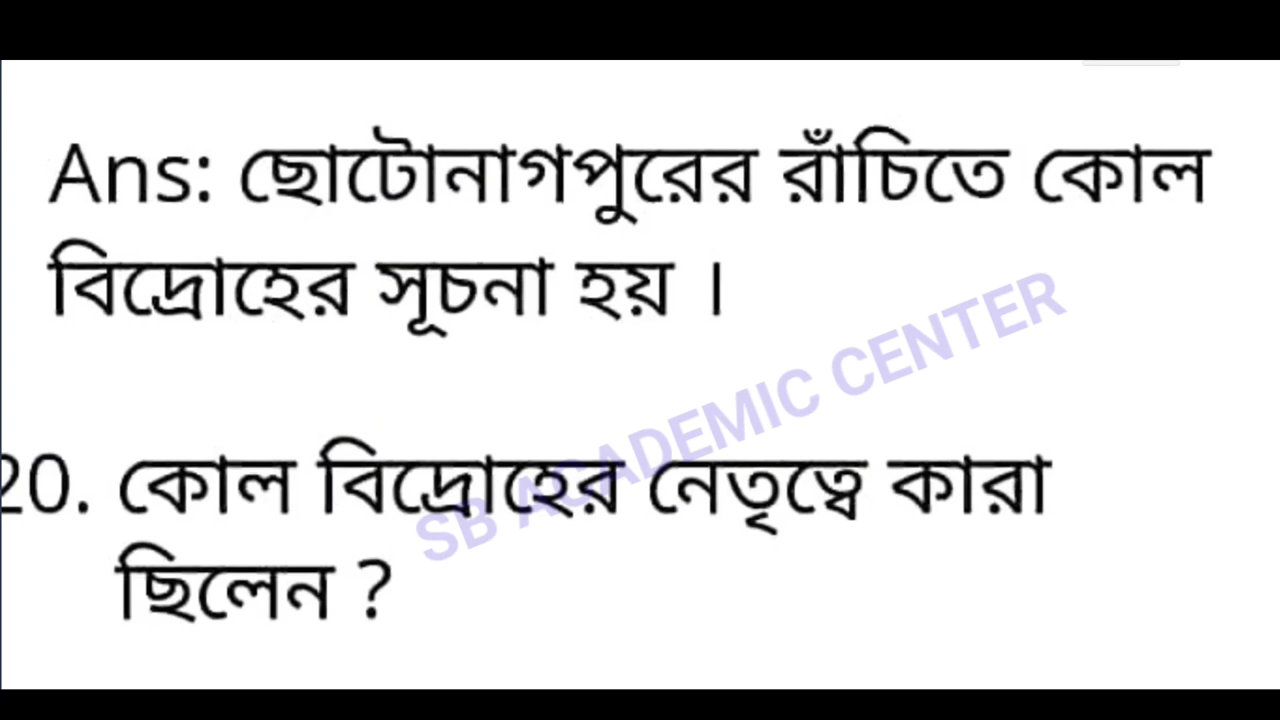 Ans: ছোটোনাগপুরের রাঁচিতে কোল
বিদ্রোহের সূচনা হয় ।
SB ACADEMIC CENTER
20. কোল বিদ্রোহের নেতৃত্বে কারা
ছিলেন ?